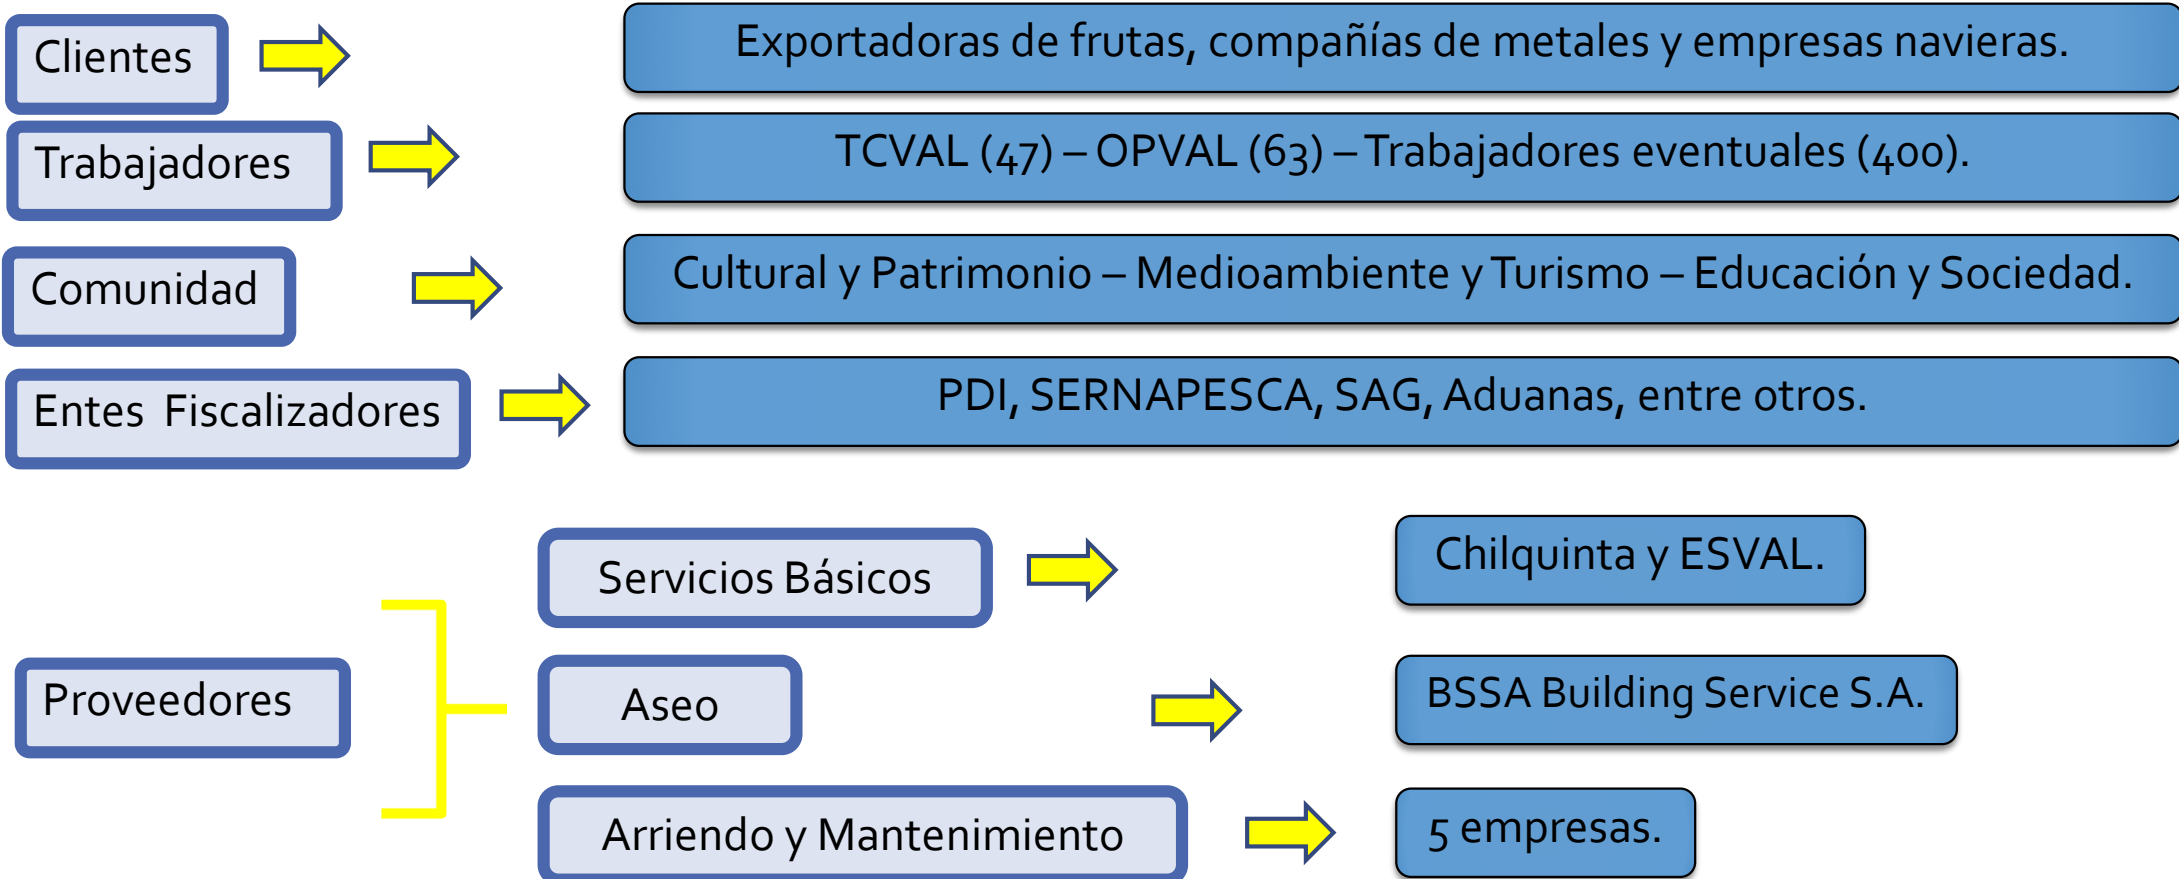 Clientes
Exportadoras de frutas, compañías de metales y empresas navieras.
Trabajadores
TCVAL (47) – OPVAL (63) – Trabajadores eventuales (400).
Comunidad
Cultural y Patrimonio – Medioambiente y Turismo – Educación y Sociedad.
Entes Fiscalizadores
PDI, SERNAPESCA, SAG, Aduanas, entre otros.
Proveedores
Servicios Básicos
Chilquinta y ESVAL.
Aseo
BSSA Building Service S.A.
Arriendo y Mantenimiento
5 empresas.